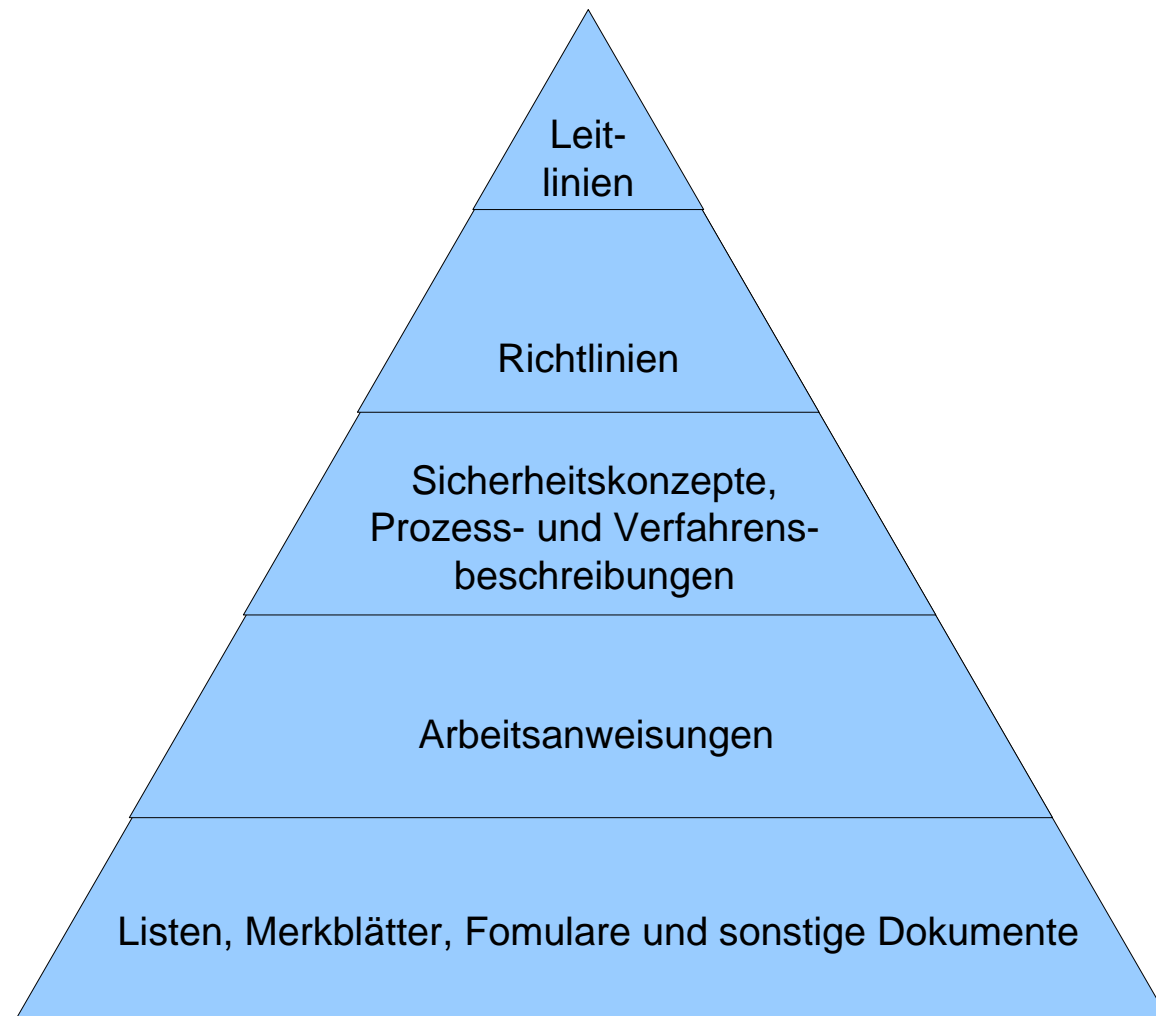 Leit-
linien
Richtlinien
Sicherheitskonzepte,
Prozess- und Verfahrens-
beschreibungen
Arbeitsanweisungen
Listen, Merkblätter, Fomulare und sonstige Dokumente